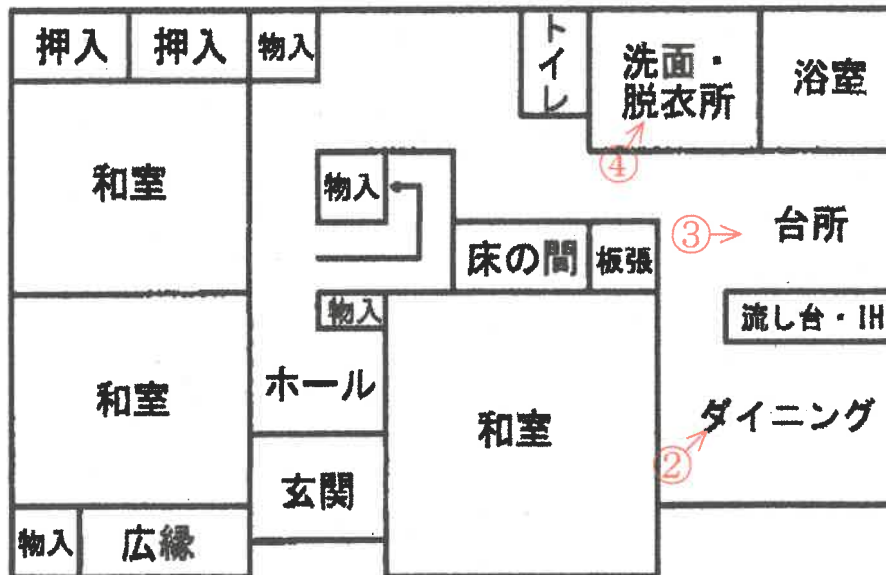 押入
押入
物入
トイレ
洗面・
脱衣所
浴室
④
和室
物入
③
台所
床の間
板張
物入
流し台・IH
和室
ホール
和室
ダイニング
②
玄関
物入
広縁